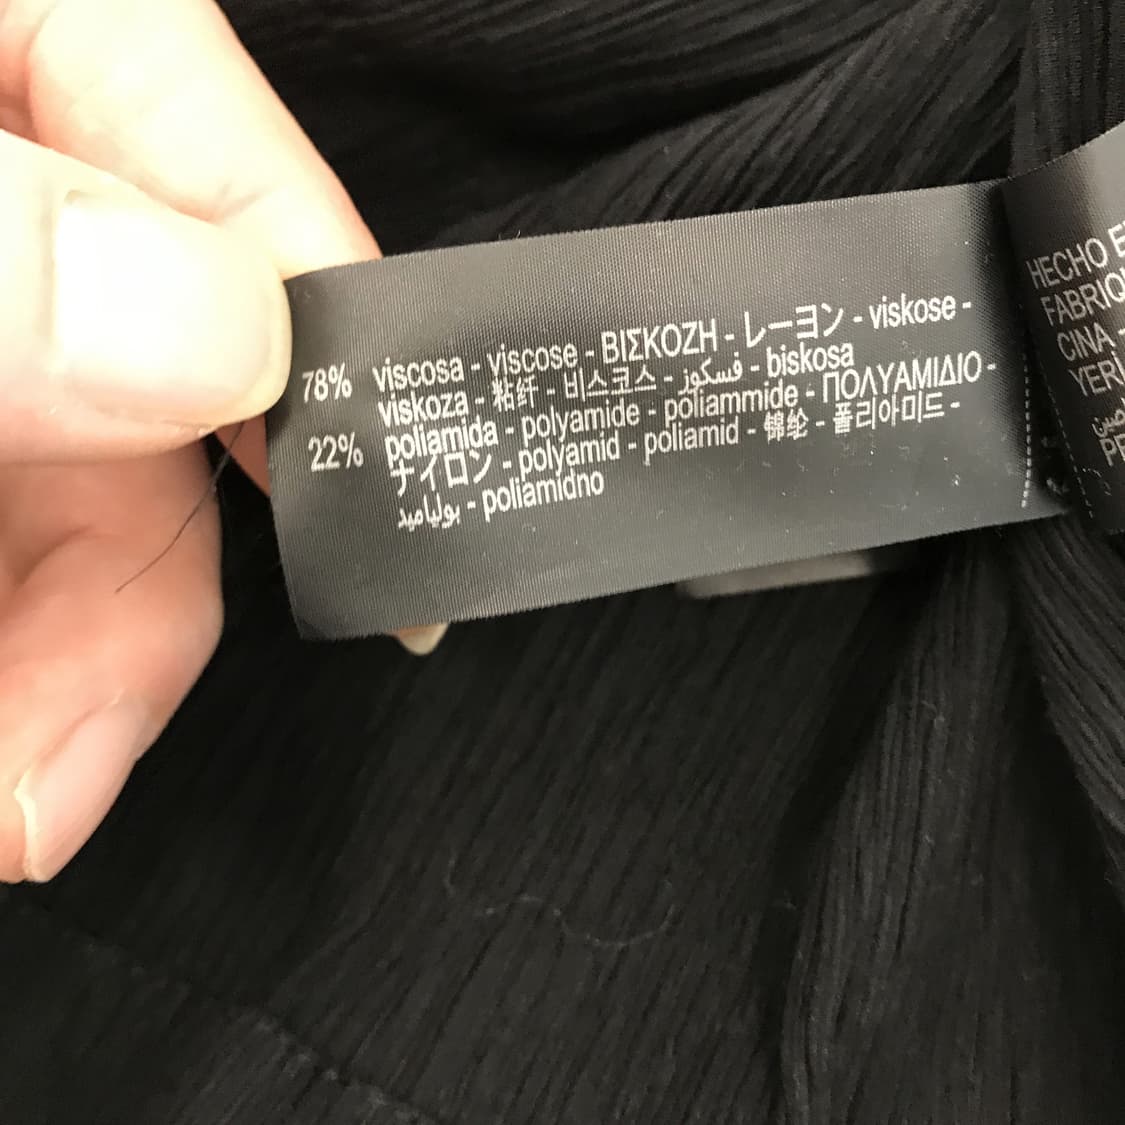 78% viscosa - viscose - ΒΙΣΚΟΖΗ - レーヨン - viskose -
viskoza - 粘纤 - 비스코스 - فسكوز - biskosa
22% poliamida - polyamide - poliammide - ΠΟΛΥΑΜΙΔΙΟ -
ナイロン - polyamid - poliamid - 锦纶 - 폴리아미드 -
بولياميد - poliamidno
HECHO
FABRIQ
CINA -
YERİ